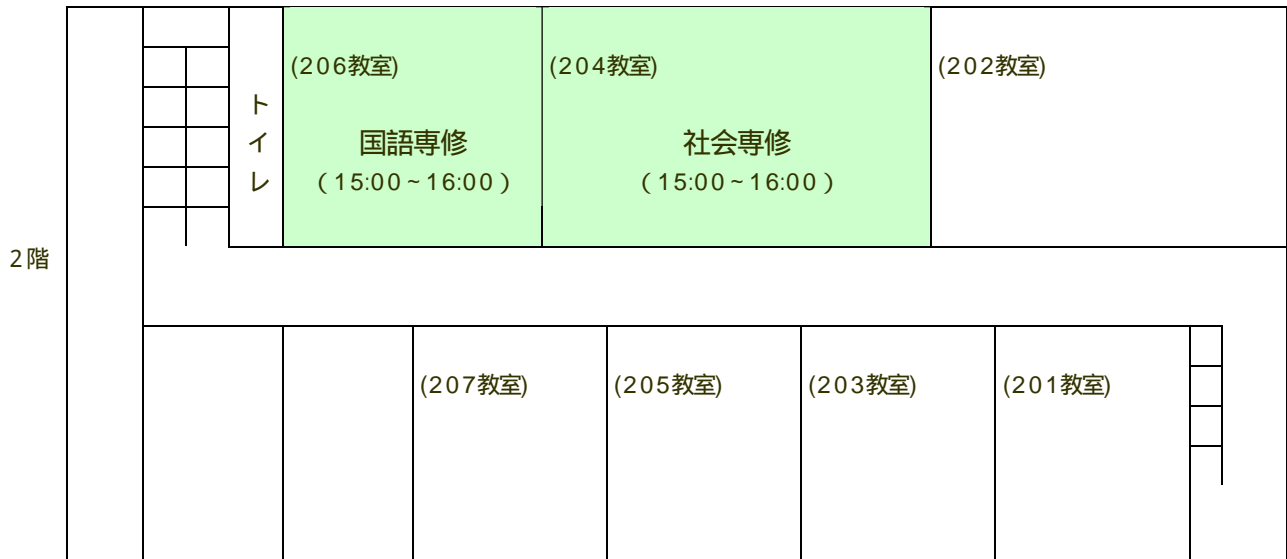 (206教室)
(204教室)
(202教室)
トイレ
国語専修
社会専修
(15:00~16:00)
(15:00~16:00)
2階
(207教室)
(205教室)
(203教室)
(201教室)